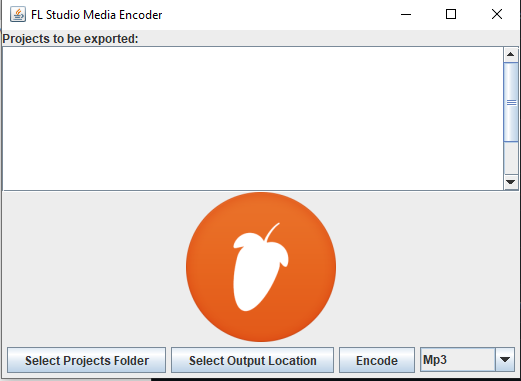 FL Studio Media Encoder
Projects to be exported:
Select Projects Folder Select Output Location Encode Mp3